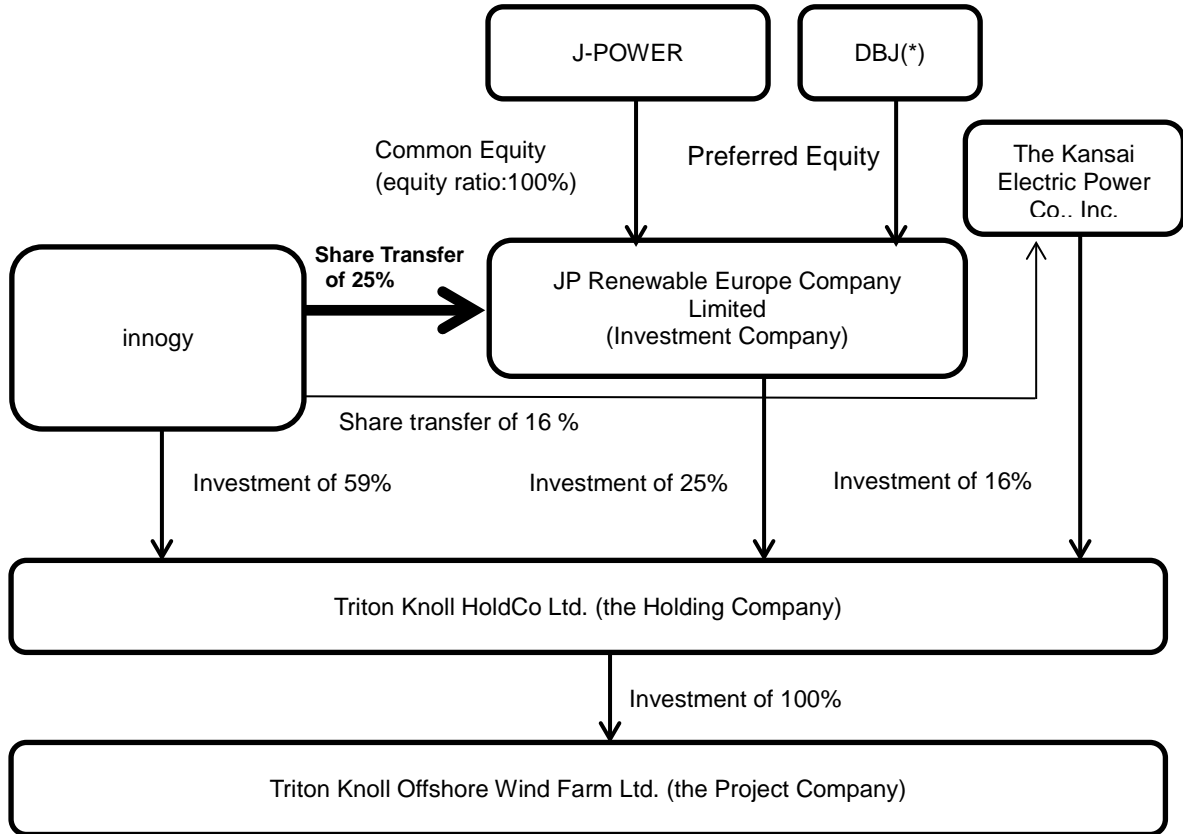 J-POWER
DBJ(*)
Common Equity
(equity ratio:100%)
Preferred Equity
The Kansai
Electric Power
Co., Inc.
Share Transfer
of 25%
innogy
JP Renewable Europe Company
Limited
(Investment Company)
Share transfer of 16 %
Investment of 59%
Investment of 25%
Investment of 16%
Triton Knoll HoldCo Ltd. (the Holding Company)
Investment of 100%
Triton Knoll Offshore Wind Farm Ltd. (the Project Company)